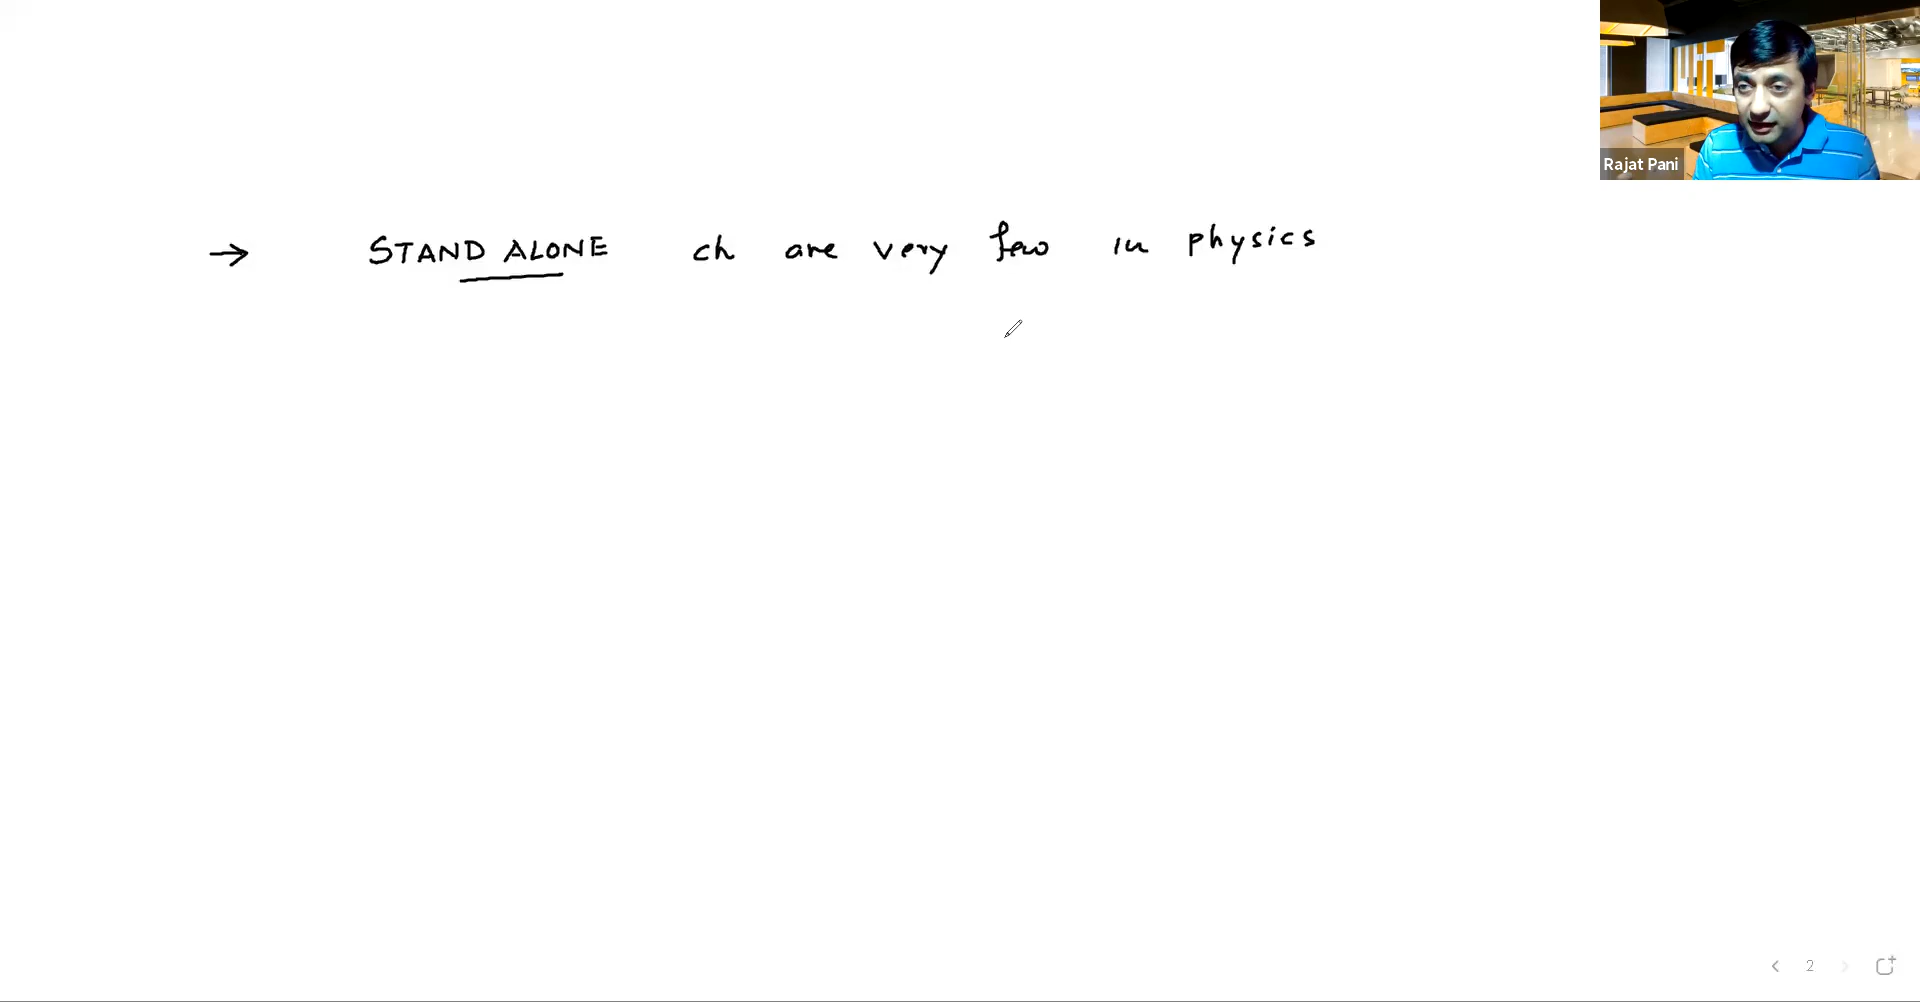 Rajat Pani
→ STAND ALONE ch are very few in physics
2